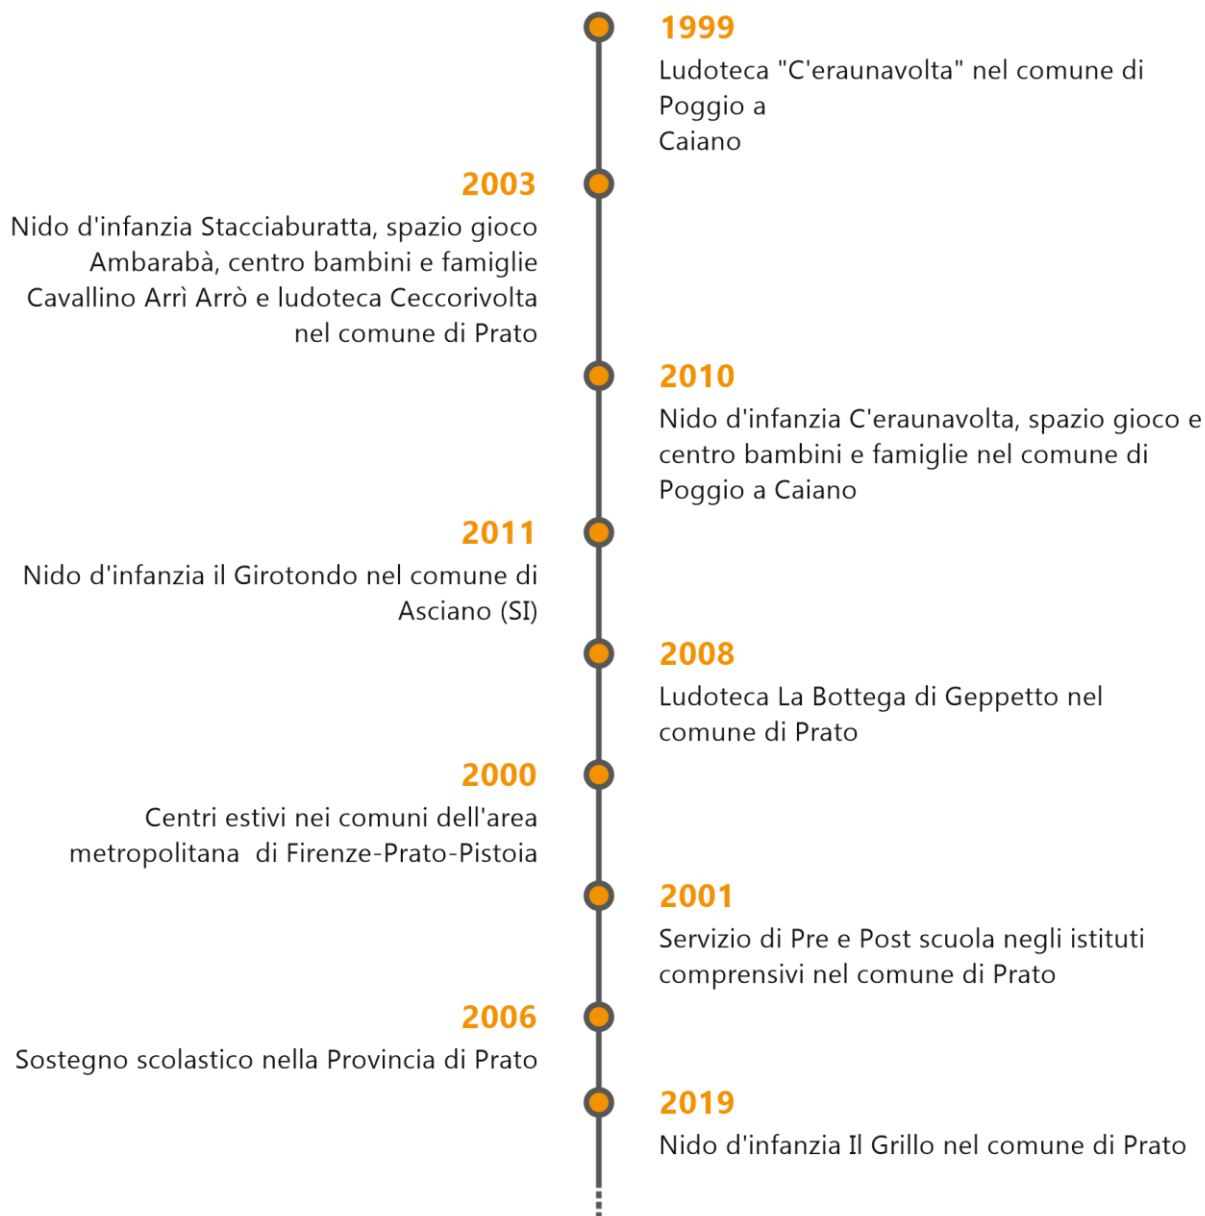 1999
Ludoteca "C'eraunavolta" nel comune di
Poggio a
Caiano
2003
Nido d'infanzia Stacciaburatta, spazio gioco
Ambarabà, centro bambini e famiglie
Cavallino Arrì Arrò e ludoteca Ceccorivolta
nel comune di Prato
2010
Nido d'infanzia C'eraunavolta, spazio gioco e
centro bambini e famiglie nel comune di
Poggio a Caiano
2011
Nido d'infanzia il Girotondo nel comune di
Asciano (SI)
2008
Ludoteca La Bottega di Geppetto nel
comune di Prato
2000
Centri estivi nei comuni dell'area
metropolitana  di Firenze-Prato-Pistoia
2001
Servizio di Pre e Post scuola negli istituti
comprensivi nel comune di Prato
2006
Sostegno scolastico nella Provincia di Prato
2019
Nido d'infanzia Il Grillo nel comune di Prato